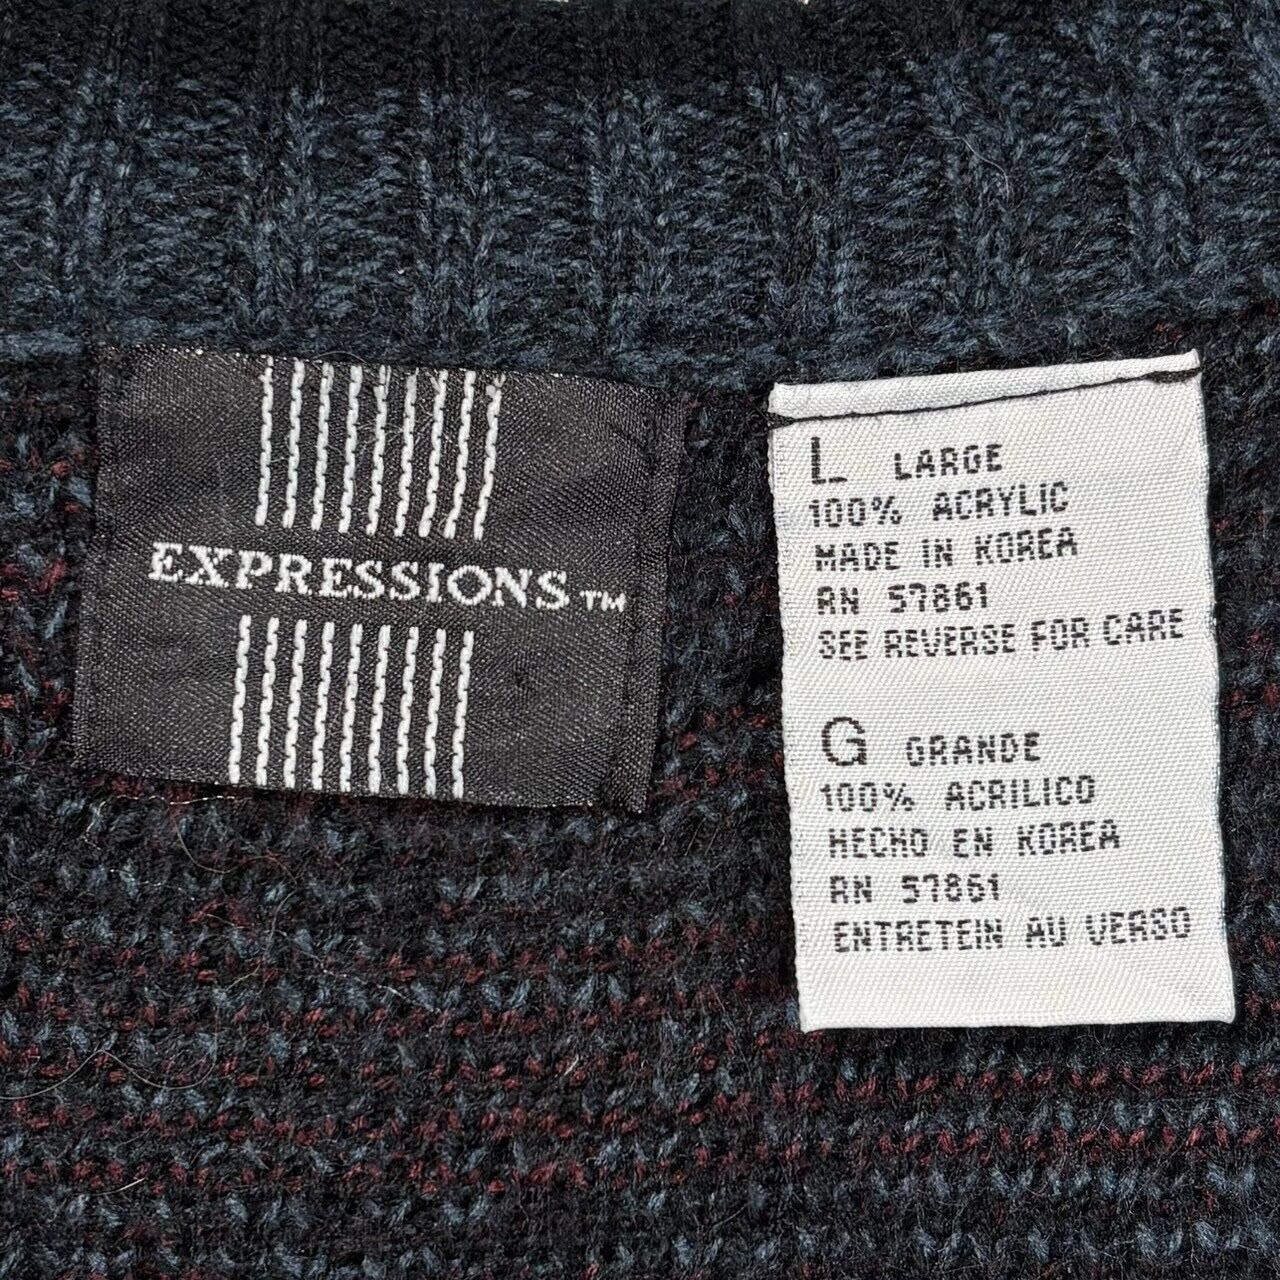 EXPRESSIONS™
L LARGE
100% ACRYLIC
MADE IN KOREA
RN 57861
SEE REVERSE FOR CARE
G GRANDE
100% ACRILICO
HECHO EN KOREA
RN 57861
ENTRETEIN AU VERSO